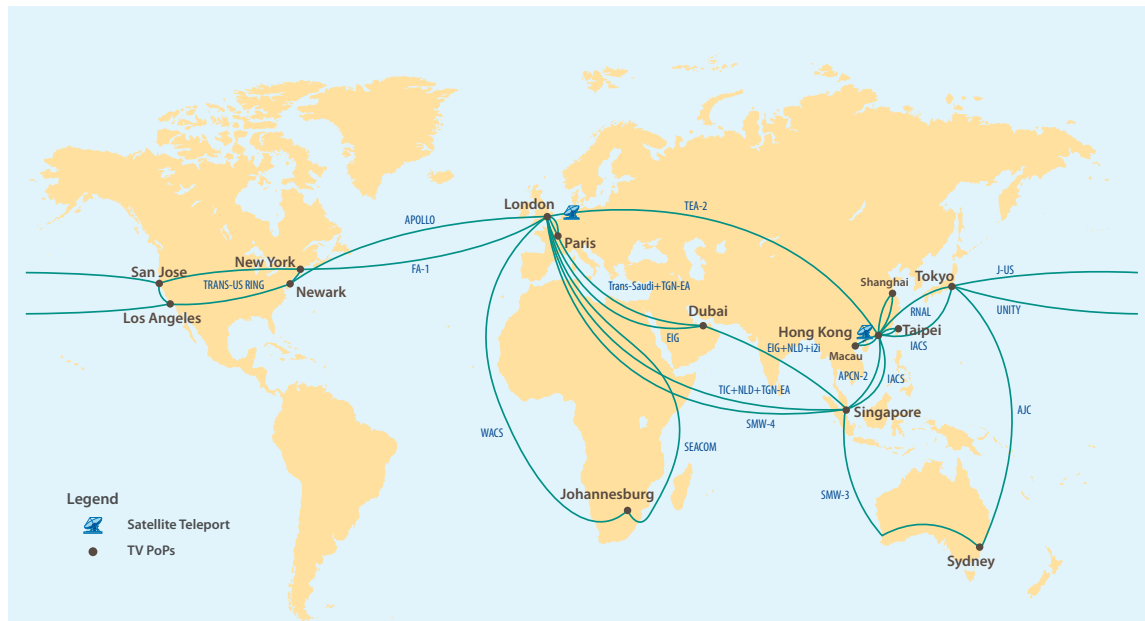 London
TEA-2
APOLLO
Paris
New York
FA-1
San Jose
TRANS-US RING
Newark
Los Angeles
Trans-Saudi+TGN-EA
Shanghai
Tokyo
J-US
Dubai
RNAL
UNITY
Hong Kong
Taipei
EIG
EIG+NLD+i2i
IACS
Macau
APCN-2
IACS
TIC+NLD+TGN-EA
Singapore
AJC
SMW-4
WACS
SEACOM
Johannesburg
SMW-3
Legend
Satellite Teleport
TV PoPs
Sydney